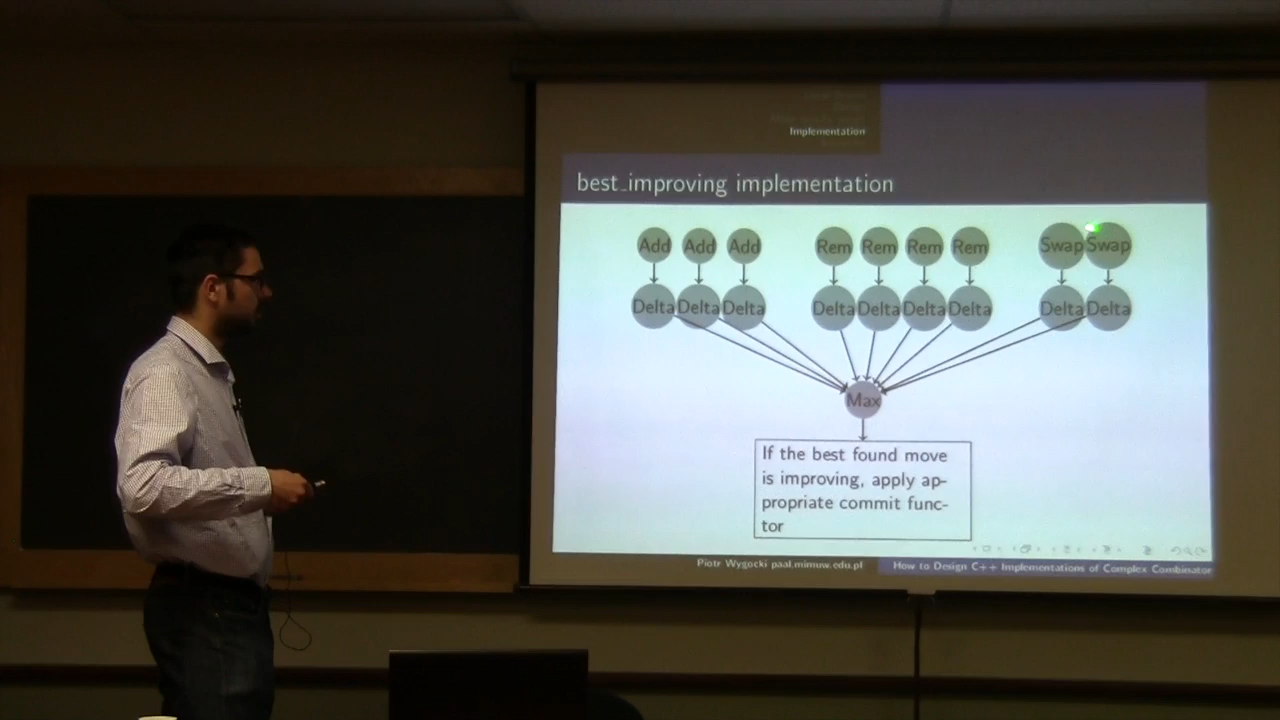 Implementation
best_improving implementation
Add Add Add Rem Rem Rem Rem Swap Swap
Delta Delta Delta Delta Delta Delta Delta Delta Delta
Max
If the best found move
is improving, apply ap-
propriate commit func-
tor
Piotr Wygocki paal.mimuw.edu.pl How to Design C++ Implementations of Complex Combinator